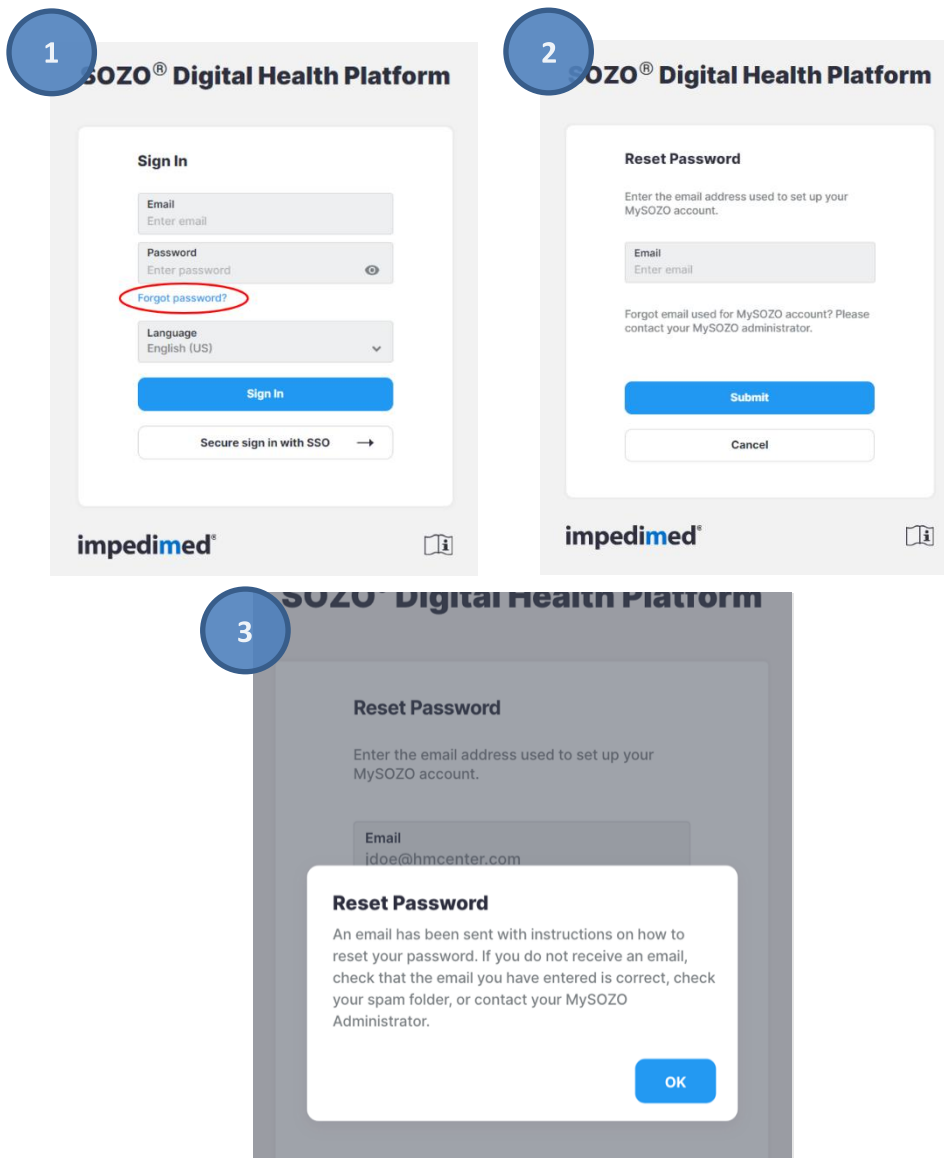 1
SOZO® Digital Health Platform
Sign In
Email
Enter email
Password
Enter password
Forgot password?
Language
English (US)
Sign In
Secure sign in with SSO →
impedimed®
2
SOZO® Digital Health Platform
Reset Password
Enter the email address used to set up your
MySOZO account.
Email
Enter email
Forgot email used for MySOZO account? Please
contact your MySOZO administrator.
Submit
Cancel
impedimed®
3
SOZO® Digital Health Platform
Reset Password
Enter the email address used to set up your
MySOZO account.
Email
jdoe@hmcenter.com
Reset Password
An email has been sent with instructions on how to
reset your password. If you do not receive an email,
check that the email you have entered is correct, check
your spam folder, or contact your MySOZO
Administrator.
OK